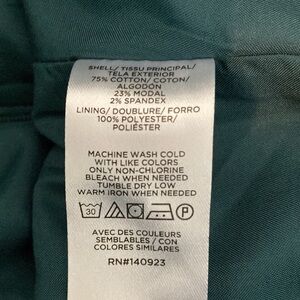 SHELL/ TISSU PRINCIPAL/
TELA EXTERIOR
75% COTTON/ COTON/
ALGODÓN
23% MODAL
2% SPANDEX
LINING/ DOUBLURE/ FORRO
100% POLYESTER/
POLIÉSTER
MACHINE WASH COLD
WITH LIKE COLORS
ONLY NON-CHLORINE
BLEACH WHEN NEEDED
TUMBLE DRY LOW
WARM IRON WHEN NEEDED
30 P
AVEC DES COULEURS
SEMBLABLES / CON
COLORES SIMILARES
RN#140923